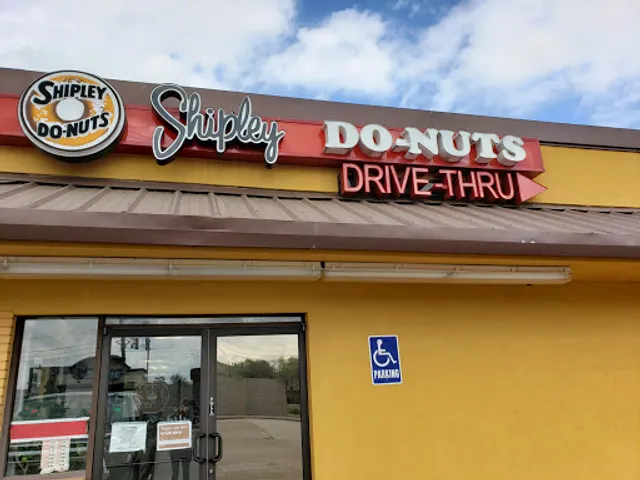 SHIPLEY
DO-NUTS
Shipley DO-NUTS
DRIVE-THRU
PARKING